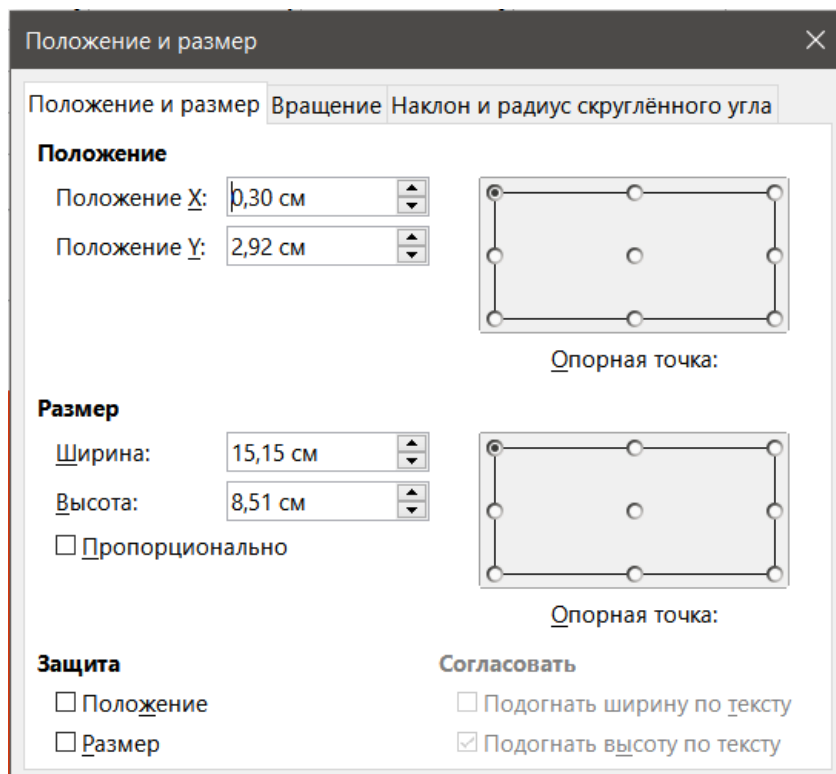 Положение и размер
Положение и размер Вращение Наклон и радиус скруглённого угла
Положение
Положение X: 0,30 см
Положение Y: 2,92 см
Опорная точка:
Размер
Ширина: 15,15 см
Высота: 8,51 см
Пропорционально
Опорная точка:
Защита Согласовать
Положение Подогнать ширину по тексту
Размер Подогнать высоту по тексту